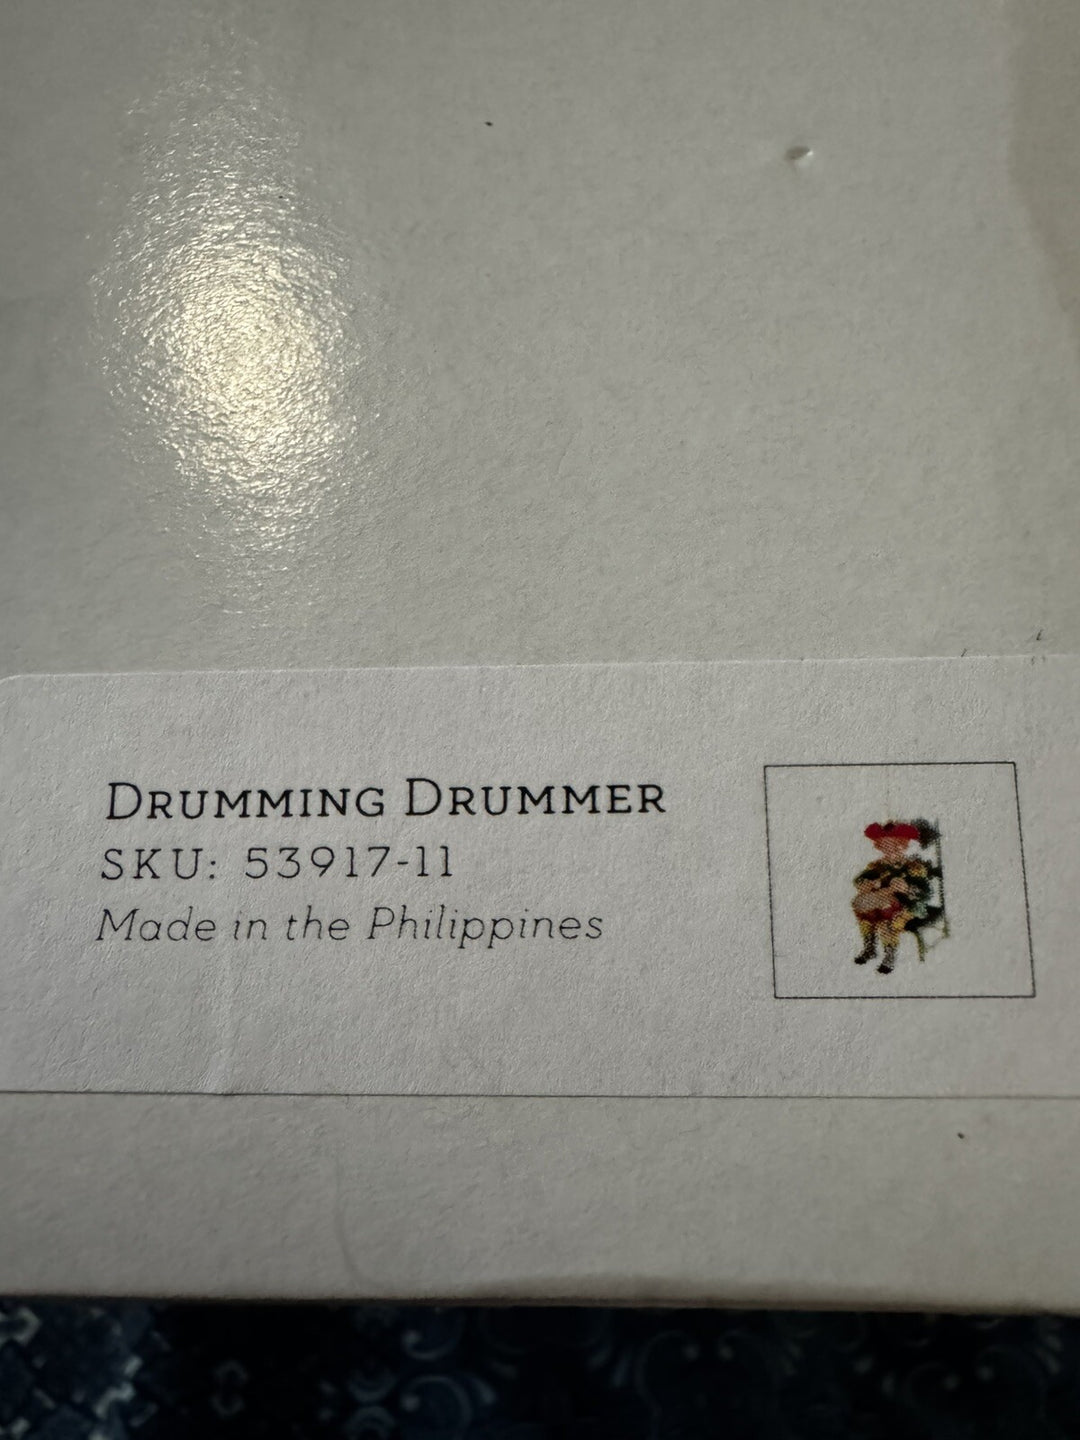 DRUMMING DRUMMER
SKU: 53917-11
Made in the Philippines